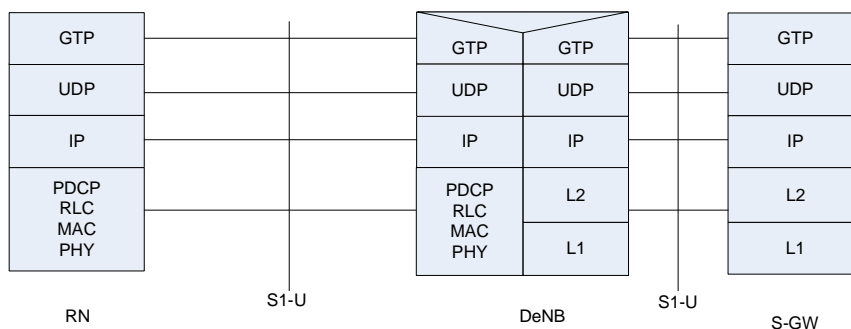 GTP
UDP
IP
PDCP
RLC
MAC
PHY
RN
S1-U
GTP
GTP
UDP
UDP
IP
IP
PDCP
RLC
MAC
PHY
L2
L1
DeNB
S1-U
GTP
UDP
IP
L2
L1
S-GW